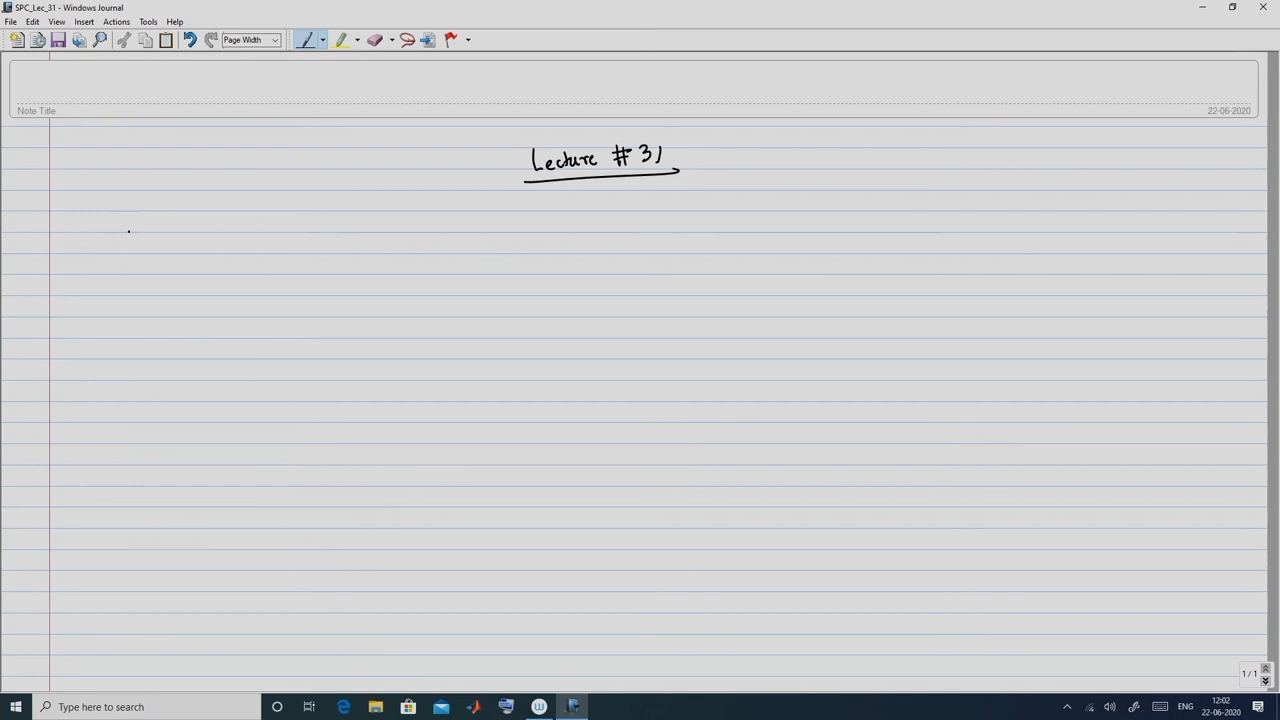 SPC_Lec_31 - Windows Journal
File Edit View Insert Actions Tools Help
Page Width
Note Title
22-06-2020
Lecture # 31
1/1
Type here to search
ENG
12:02
22-06-2020